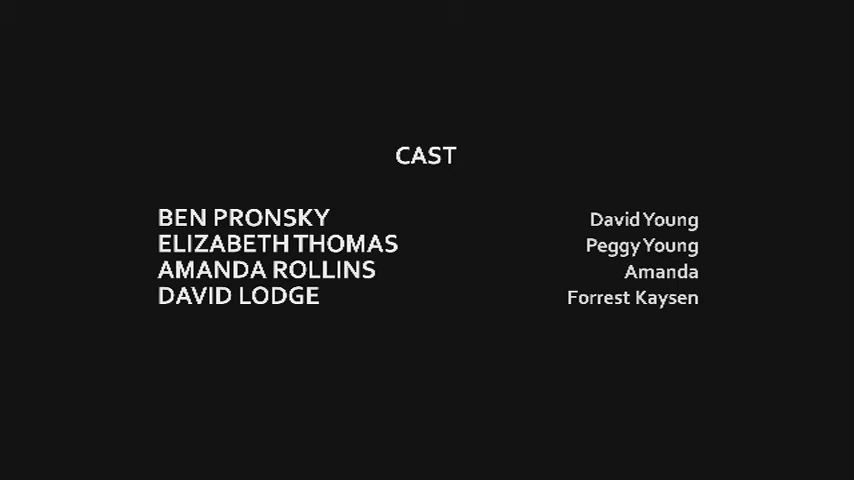 CAST
BEN PRONSKY David Young
ELIZABETH THOMAS Peggy Young
AMANDA ROLLINS Amanda
DAVID LODGE Forrest Kaysen